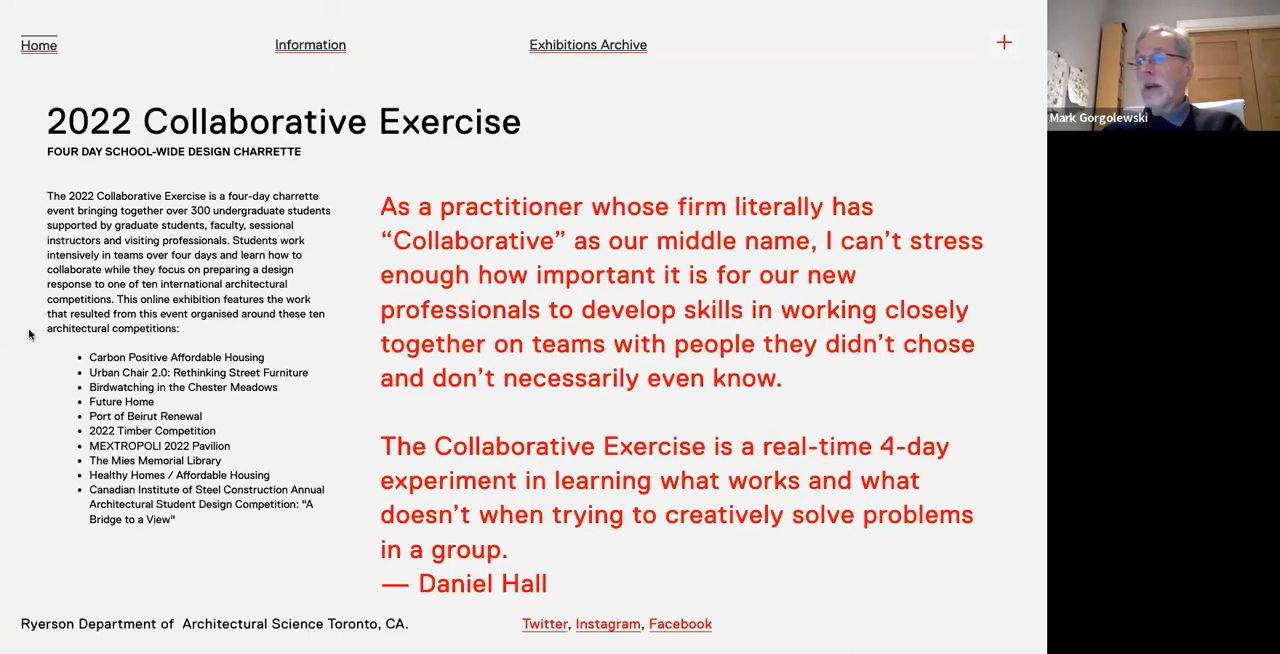 Home
Information
Exhibitions Archive
+
2022 Collaborative Exercise
FOUR DAY SCHOOL-WIDE DESIGN CHARRETTE
The 2022 Collaborative Exercise is a four-day charrette
event bringing together over 300 undergraduate students
supported by graduate students, faculty, sessional
instructors and visiting professionals. Students work
intensively in teams over four days and learn how to
collaborate while they focus on preparing a design
response to one of ten international architectural
competitions. This online exhibition features the work
that resulted from this event organised around these ten
architectural competitions:
• Carbon Positive Affordable Housing
• Urban Chair 2.0: Rethinking Street Furniture
• Birdwatching in the Chester Meadows
• Future Home
• Port of Beirut Renewal
• 2022 Timber Competition
• MEXTROPOLI 2022 Pavilion
• The Mies Memorial Library
• Healthy Homes / Affordable Housing
• Canadian Institute of Steel Construction Annual
Architectural Student Design Competition: "A
Bridge to a View"
As a practitioner whose firm literally has
“Collaborative” as our middle name, I can’t stress
enough how important it is for our new
professionals to develop skills in working closely
together on teams with people they didn’t chose
and don’t necessarily even know.
The Collaborative Exercise is a real-time 4-day
experiment in learning what works and what
doesn’t when trying to creatively solve problems
in a group.
— Daniel Hall
Ryerson Department of  Architectural Science Toronto, CA.
Twitter, Instagram, Facebook
Mark Gorgolewski